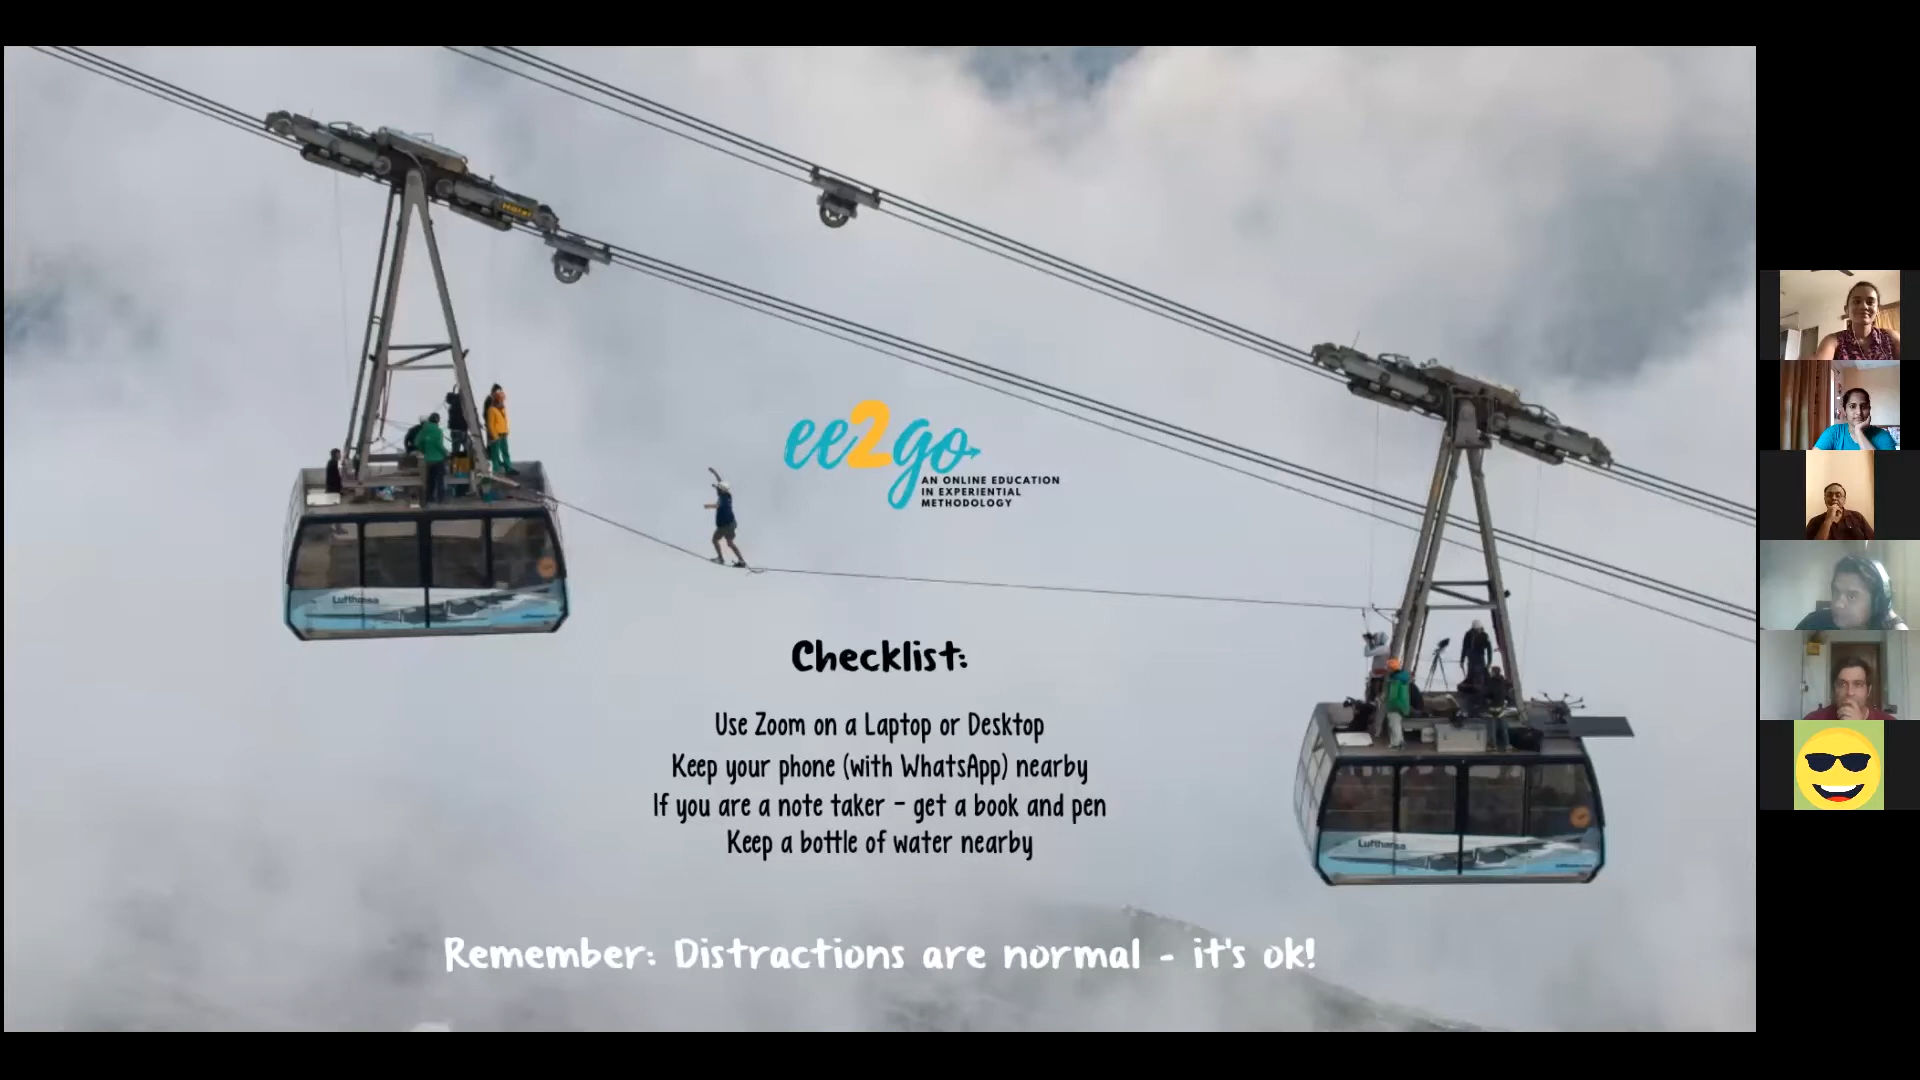 ee2go
AN ONLINE EDUCATION
IN EXPERIENTIAL
METHODOLOGY
Lufthansa
Checklist:
Use Zoom on a Laptop or Desktop
Keep your phone (with WhatsApp) nearby
If you are a note taker - get a book and pen
Keep a bottle of water nearby
Lufthansa
Remember: Distractions are normal - it's ok!